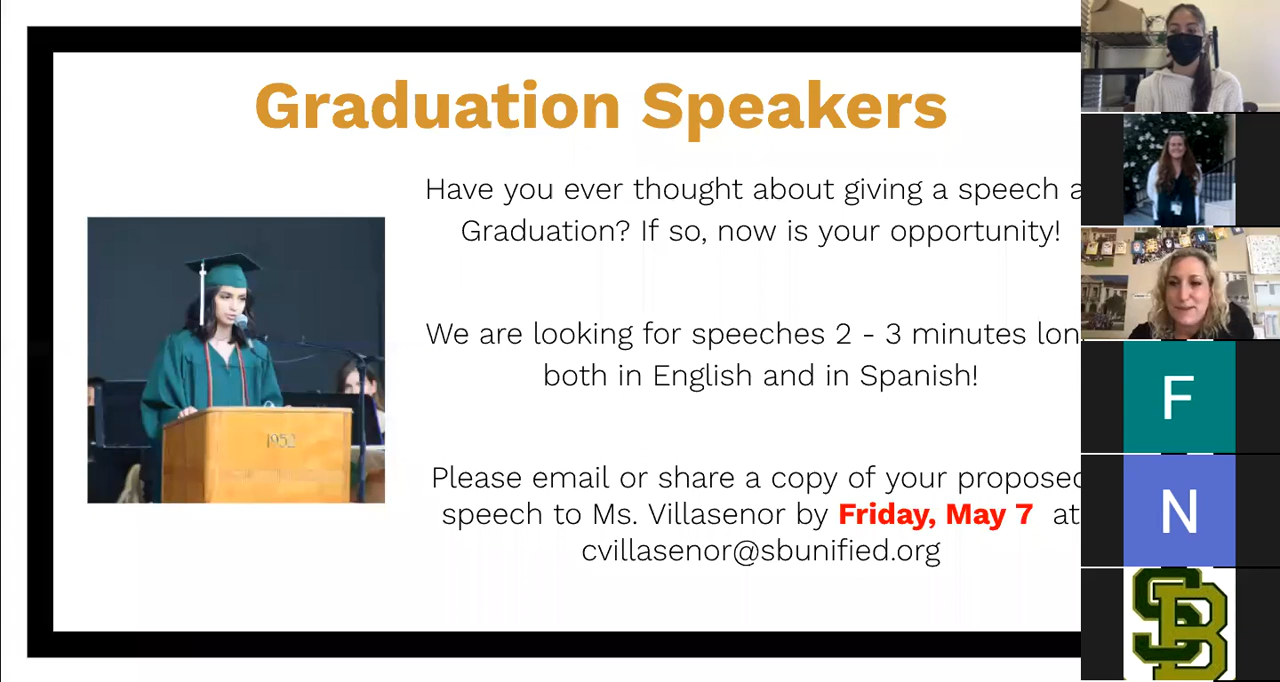 Graduation Speakers
Have you ever thought about giving a speech a
Graduation? If so, now is your opportunity!
We are looking for speeches 2 - 3 minutes lon
both in English and in Spanish!
Please email or share a copy of your proposed
speech to Ms. Villasenor by Friday, May 7 at
cvillasenor@sbunified.org
1952
F
N
SB